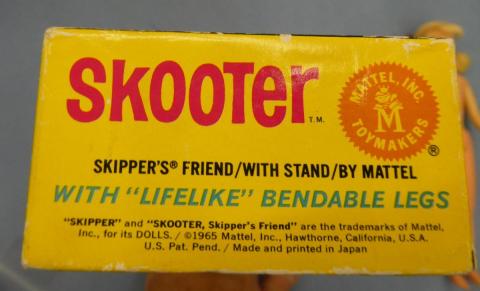 SKOOTER T.M.
MATTEL, INC.
M
TOYMAKERS
®
SKIPPER'S® FRIEND/WITH STAND/BY MATTEL
WITH "LIFELIKE" BENDABLE LEGS
"SKIPPER" and "SKOOTER, Skipper's Friend" are the trademarks of Mattel,
Inc., for its DOLLS. / ©1965 Mattel, Inc., Hawthorne, California, U.S.A.
U.S. Pat. Pend. / Made and printed in Japan